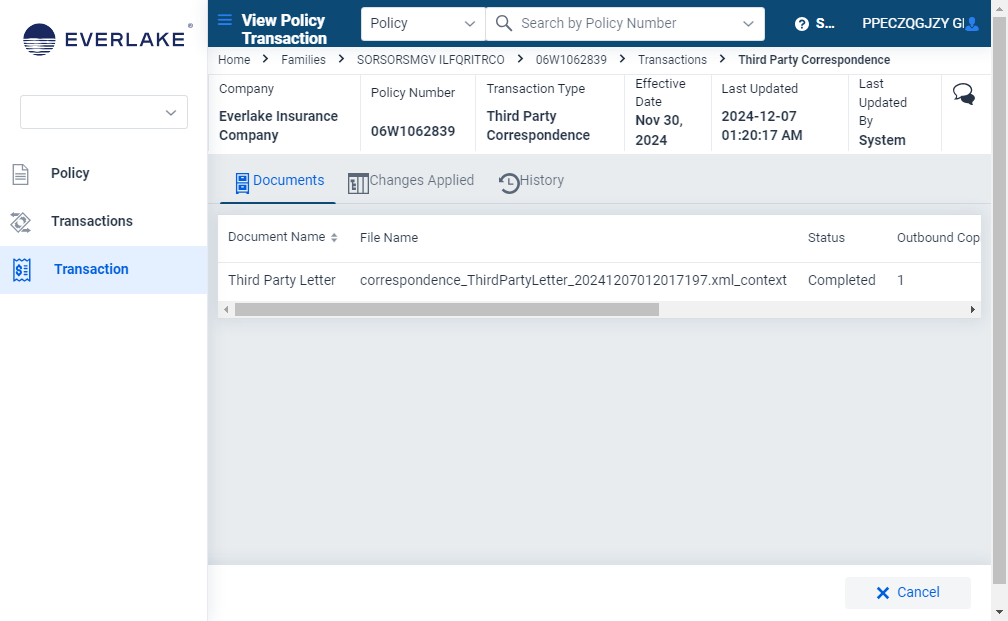 EVERLAKE®
Policy
Transactions
Transaction
View Policy
Transaction
Policy
Search by Policy Number
S...
PPECZQGJZY G
Home > Families > SORSORSMGV ILFQRITRCO > 06W1062839 > Transactions > Third Party Correspondence
Company
Everlake Insurance
Company
Policy Number
06W1062839
Transaction Type
Third Party
Correspondence
Effective
Date
Nov 30,
2024
Last Updated
2024-12-07
01:20:17 AM
Last
Updated
By
System
Documents
Changes Applied
History
Document Name File Name Status Outbound Cop
Third Party Letter correspondence_ThirdPartyLetter_20241207012017197.xml_context Completed 1
Cancel